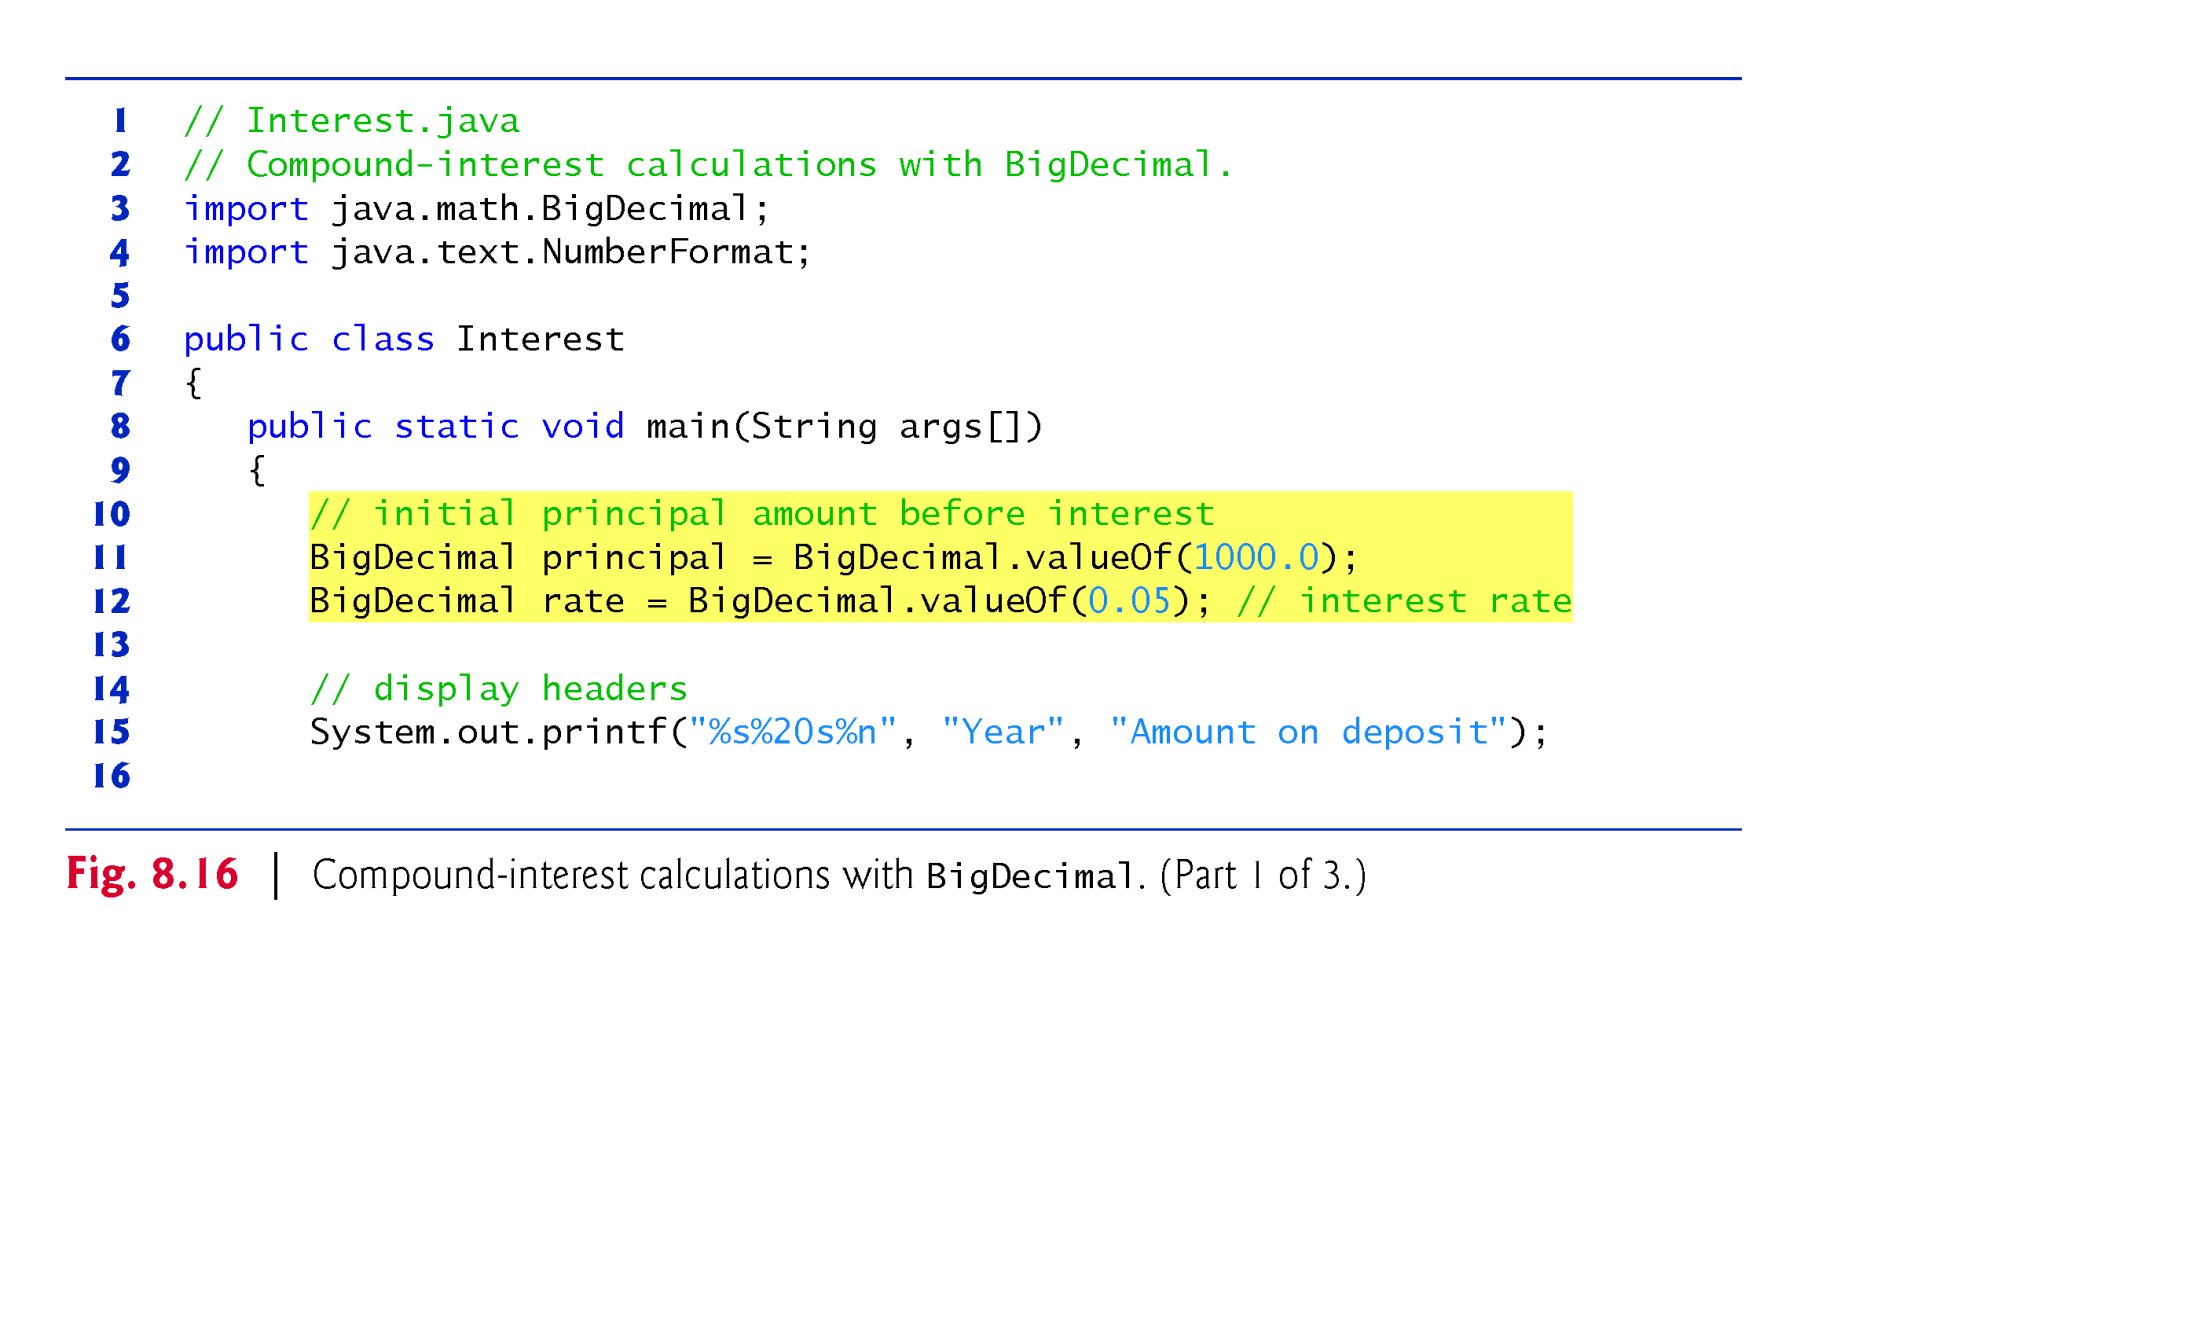 1 // Interest.java
2 // Compound-interest calculations with BigDecimal.
3 import java.math.BigDecimal;
4 import java.text.NumberFormat;
5
6 public class Interest
7 {
8    public static void main(String args[])
9    {
10       // initial principal amount before interest
11       BigDecimal principal = BigDecimal.valueOf(1000.0);
12       BigDecimal rate = BigDecimal.valueOf(0.05); // interest rate
13
14       // display headers
15       System.out.printf("%s%20s%n", "Year", "Amount on deposit");
16
Fig. 8.16 | Compound-interest calculations with BigDecimal. (Part 1 of 3.)